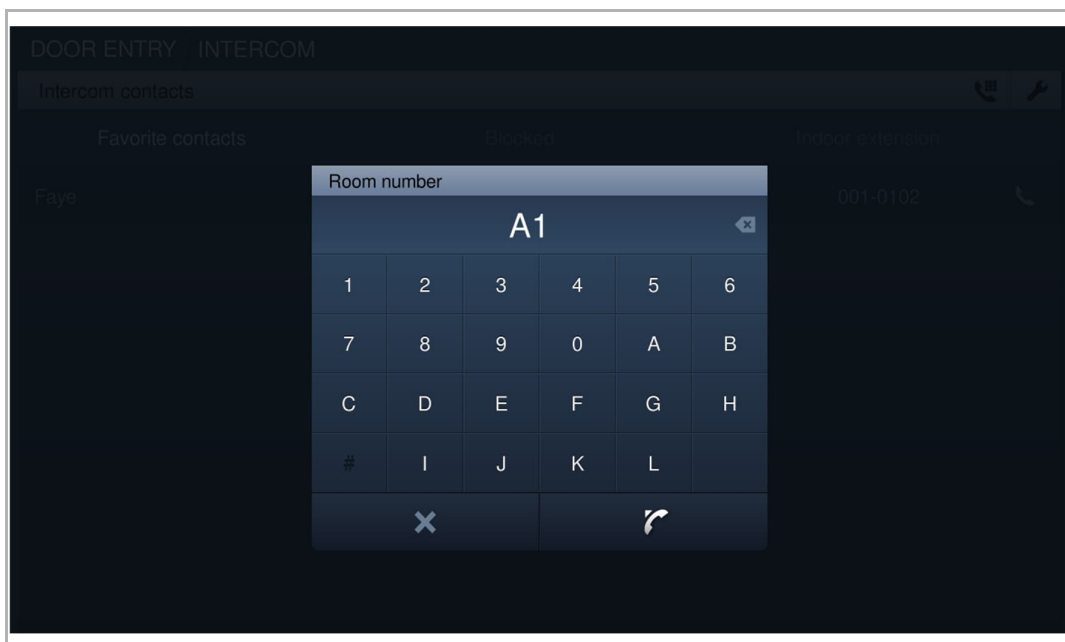 DOOR ENTRY INTERCOM
Intercom contacts
Favorite contacts Blocked Indoor extension
Faye 001-0102
Room number
A1
1 2 3 4 5 6
7 8 9 0 A B
C D E F G H
# I J K L